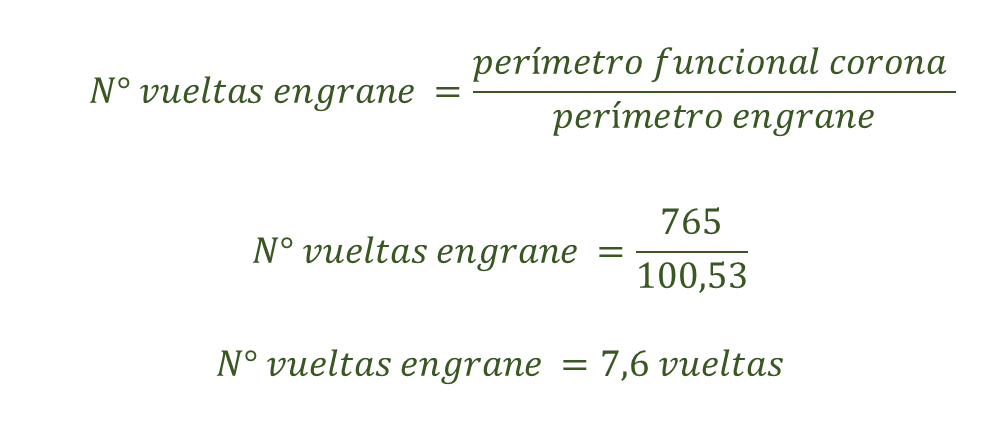 N° vueltas engrane = perímetro funcional corona / perímetro engrane
N° vueltas engrane = 765 / 100,53
N° vueltas engrane = 7,6 vueltas